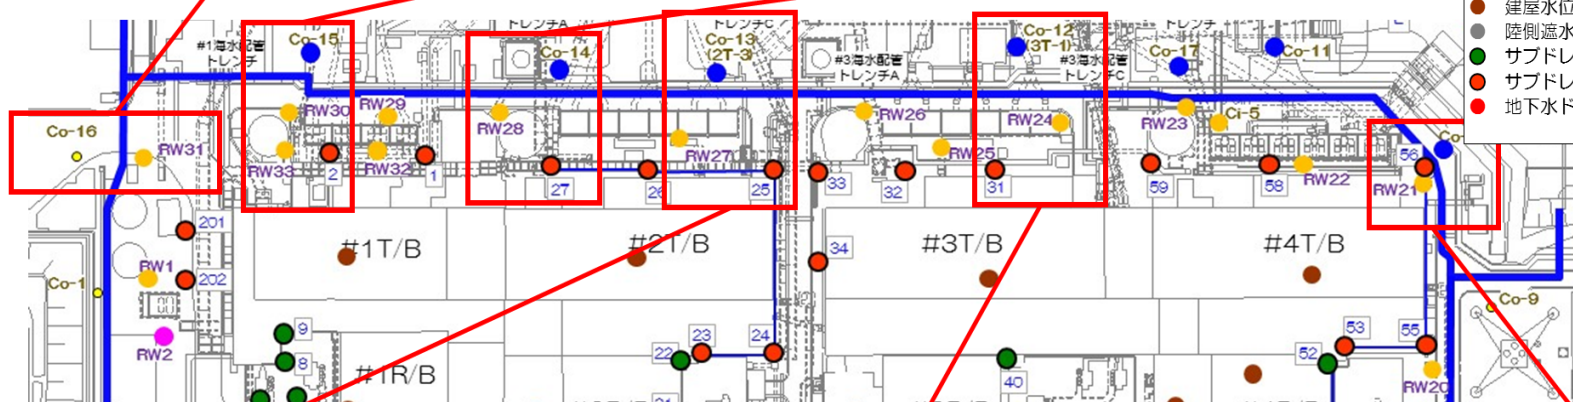 トレンチA
トレンチC
トレンチ
建屋水位
陸側遮水
サブドレ
サブドレ
地下水ド
#1海水配管
トレンチ
Co-15
Co-14
Co-13
(2T-3)
#3海水配管
トレンチA
Co-12
(3T-1)
#3海水配管
トレンチC
Co-17
Co-11
Co-16
RW31
RW30
RW29
RW28
RW27
RW26
RW25
RW24
RW23
Ci-5
RW22
56
Co-
RW21
RW33
2
RW32
1
27
26
25
33
32
31
59
58
201
202
RW1
Co-1
RW2
#1T/B
#2T/B
34
#3T/B
#4T/B
Co-9
9
8
#1R/B
22
23
24
40
52
53
55
RW20